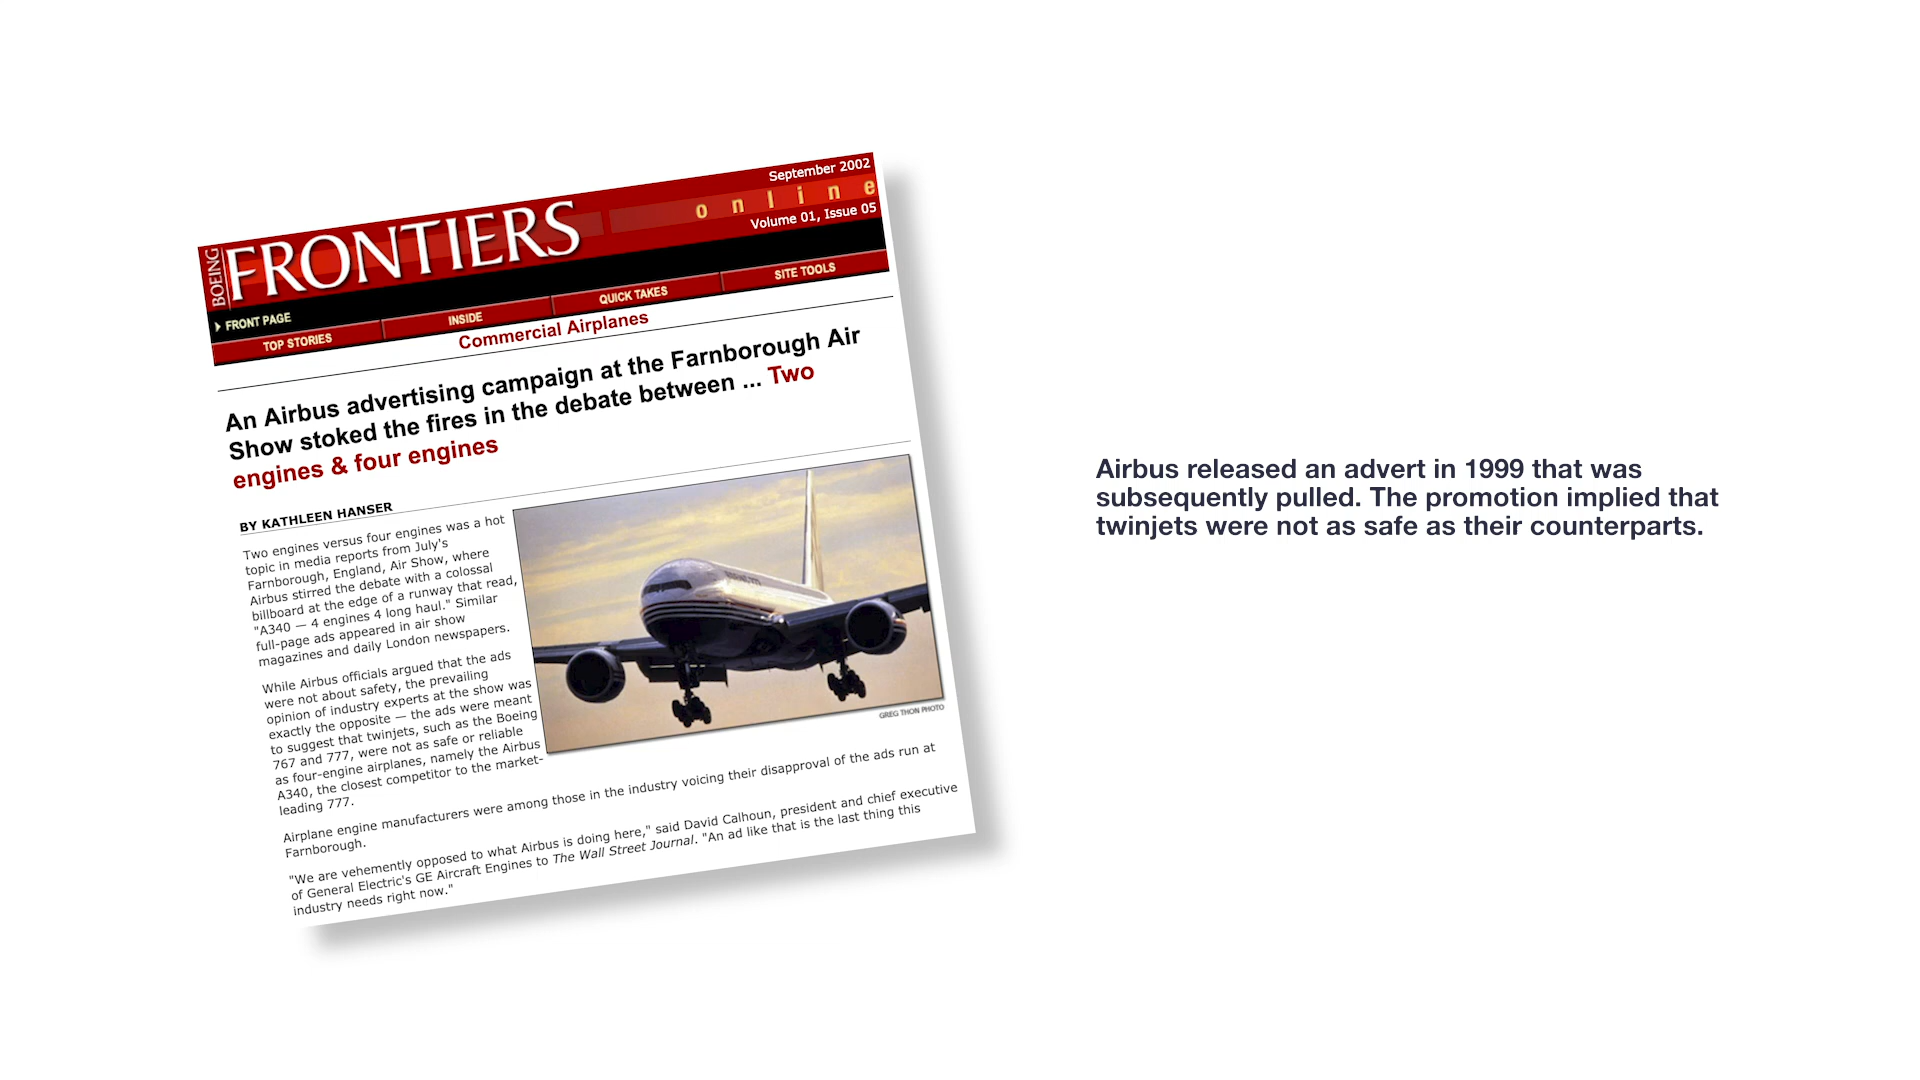 September 2002
online
Volume 01, Issue 05
BOEING
FRONTIERS
FRONT PAGE
TOP STORIES
INSIDE
QUICK TAKES
SITE TOOLS
Commercial Airplanes
An Airbus advertising campaign at the Farnborough Air
Show stoked the fires in the debate between ... Two
engines & four engines
BY KATHLEEN HANSER
Two engines versus four engines was a hot
topic in media reports from July's
Farnborough, England, Air Show, where
Airbus stirred the debate with a colossal
billboard at the edge of a runway that read,
"A340 — 4 engines 4 long haul." Similar
full-page ads appeared in air show
magazines and daily London newspapers.
While Airbus officials argued that the ads
were not about safety, the prevailing
opinion of industry experts at the show was
exactly the opposite — the ads were meant
to suggest that twinjets, such as the Boeing
767 and 777, were not as safe or reliable
as four-engine airplanes, namely the Airbus
A340, the closest competitor to the market-
leading 777.
GREG THON PHOTO
Airplane engine manufacturers were among those in the industry voicing their disapproval of the ads run at
Farnborough.
"We are vehemently opposed to what Airbus is doing here," said David Calhoun, president and chief executive
of General Electric's GE Aircraft Engines to The Wall Street Journal. "An ad like that is the last thing this
industry needs right now."
Airbus released an advert in 1999 that was
subsequently pulled. The promotion implied that
twinjets were not as safe as their counterparts.